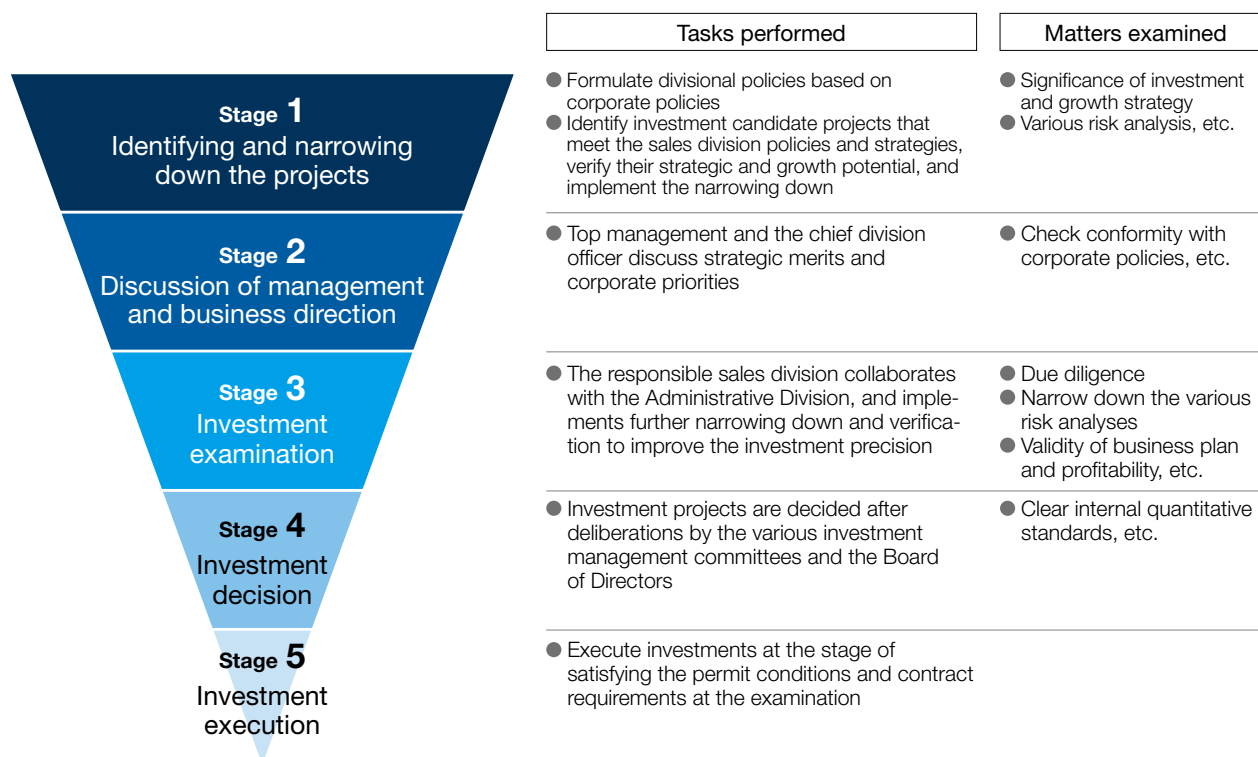 Tasks performed
Matters examined
Stage 1
Identifying and narrowing
down the projects
● Formulate divisional policies based on
corporate policies
● Identify investment candidate projects that
meet the sales division policies and strategies,
verify their strategic and growth potential, and
implement the narrowing down
● Significance of investment
and growth strategy
● Various risk analysis, etc.
Stage 2
Discussion of management
and business direction
● Top management and the chief division
officer discuss strategic merits and
corporate priorities
● Check conformity with
corporate policies, etc.
Stage 3
Investment
examination
● The responsible sales division collaborates
with the Administrative Division, and imple-
ments further narrowing down and verifica-
tion to improve the investment precision
● Due diligence
● Narrow down the various
risk analyses
● Validity of business plan
and profitability, etc.
Stage 4
Investment
decision
● Investment projects are decided after
deliberations by the various investment
management committees and the Board
of Directors
● Clear internal quantitative
standards, etc.
Stage 5
Investment
execution
● Execute investments at the stage of
satisfying the permit conditions and contract
requirements at the examination